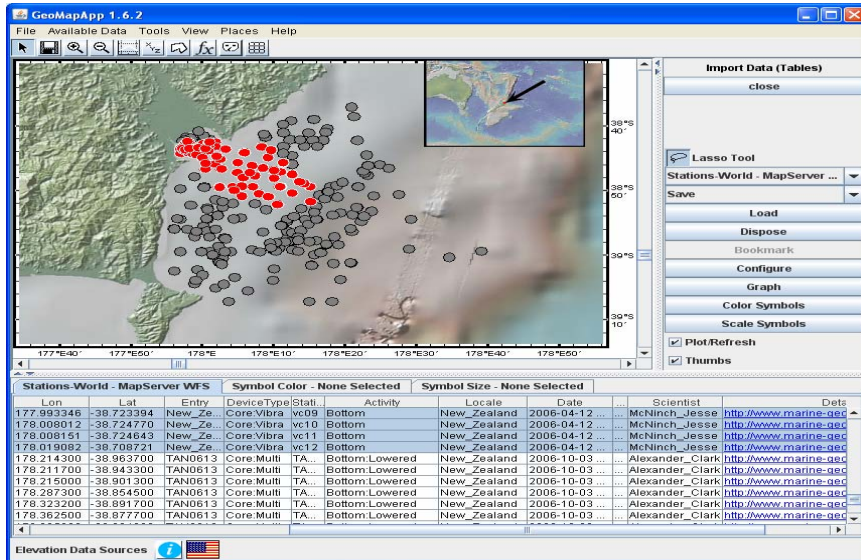 GeoMapApp 1.6.2
File Available Data Tools View Places Help
38°S 40'
38°S 50'
39°S
39°S 10'
177°E40' 177°E50' 178°E 178°E10' 178°E20' 178°E30' 178°E40' 178°E50'
Import Data (Tables)
close
Lasso Tool
Stations-World - MapServer ...
Save
Load
Dispose
Bookmark
Configure
Graph
Color Symbols
Scale Symbols
Plot/Refresh
Thumbs
Stations-World - MapServer WFS Symbol Color - None Selected Symbol Size - None Selected
Lon Lat Entry DeviceType Stati... Activity Locale Date ... Scientist Deta
177.993346 -38.723394 New_Ze... Core:Vibra vc09 Bottom New_Zealand 2006-04-12 ... ... McNinch_Jesse http://www.marine-geo
178.008012 -38.724770 New_Ze... Core:Vibra vc10 Bottom New_Zealand 2006-04-12 ... ... McNinch_Jesse http://www.marine-geo
178.008151 -38.724643 New_Ze... Core:Vibra vc11 Bottom New_Zealand 2006-04-12 ... ... McNinch_Jesse http://www.marine-geo
178.019082 -38.708721 New_Ze... Core:Vibra vc12 Bottom New_Zealand 2006-04-12 ... ... McNinch_Jesse http://www.marine-geo
178.214300 -38.963700 TAN0613 Core:Multi TA... Bottom:Lowered New_Zealand 2006-10-03 ... ... Alexander_Clark http://www.marine-geo
178.211700 -38.943300 TAN0613 Core:Multi TA... Bottom:Lowered New_Zealand 2006-10-03 ... ... Alexander_Clark http://www.marine-geo
178.215000 -38.901300 TAN0613 Core:Multi TA... Bottom:Lowered New_Zealand 2006-10-03 ... ... Alexander_Clark http://www.marine-geo
178.287300 -38.854500 TAN0613 Core:Multi TA... Bottom:Lowered New_Zealand 2006-10-03 ... ... Alexander_Clark http://www.marine-geo
178.323200 -38.891700 TAN0613 Core:Multi TA... Bottom:Lowered New_Zealand 2006-10-03 ... ... Alexander_Clark http://www.marine-geo
178.362500 -38.877700 TAN0613 Core:Multi TA... Bottom:Lowered New_Zealand 2006-10-03 ... ... Alexander_Clark http://www.marine-geo
Elevation Data Sources